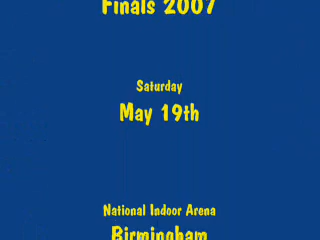 Finals 2007
Saturday
May 19th
National Indoor Arena
Birmingham